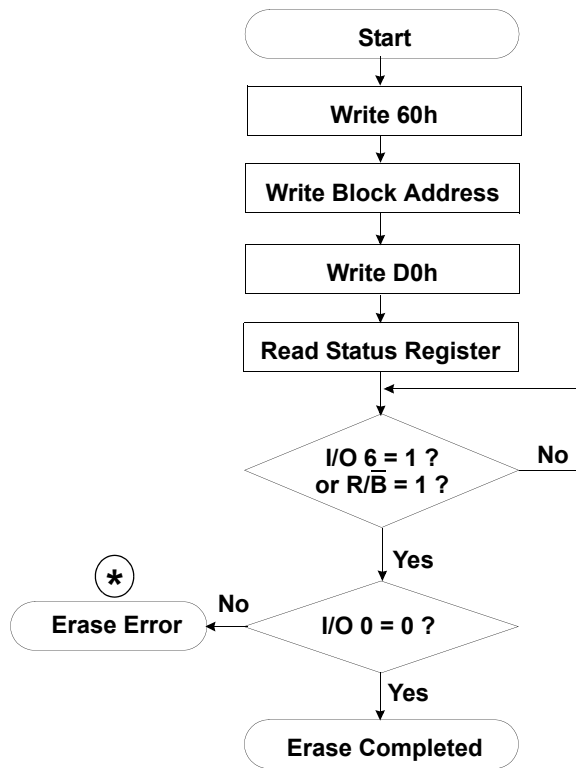 Start
Write 60h
Write Block Address
Write D0h
Read Status Register
I/O 6 = 1 ?
or R/B̅ = 1 ?
No
Yes
*
No
Erase Error
I/O 0 = 0 ?
Yes
Erase Completed